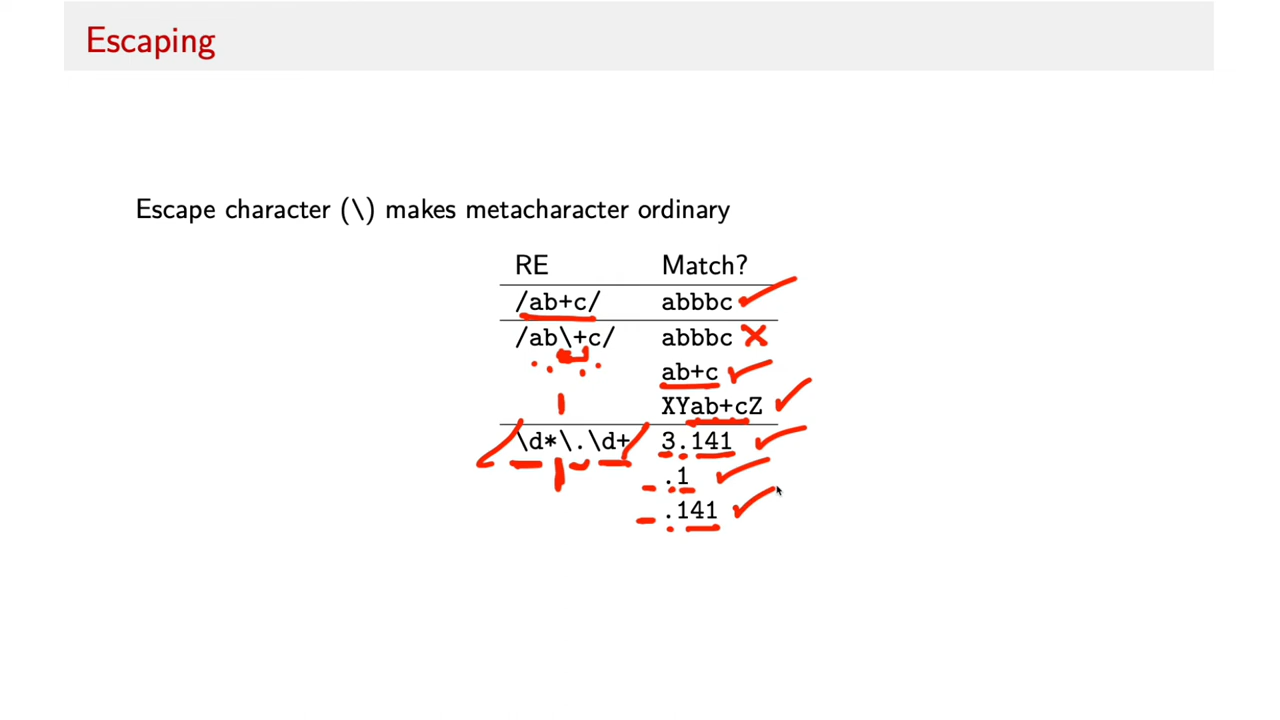 Escaping
Escape character (\) makes metacharacter ordinary
RE Match?
/ab+c/ abbbc ✓
/ab\+c/ abbbc ✗
ab+c ✓
XYab+cZ ✓
/\d*\.\d+/ 3.141 ✓
.1 ✓
.141 ✓